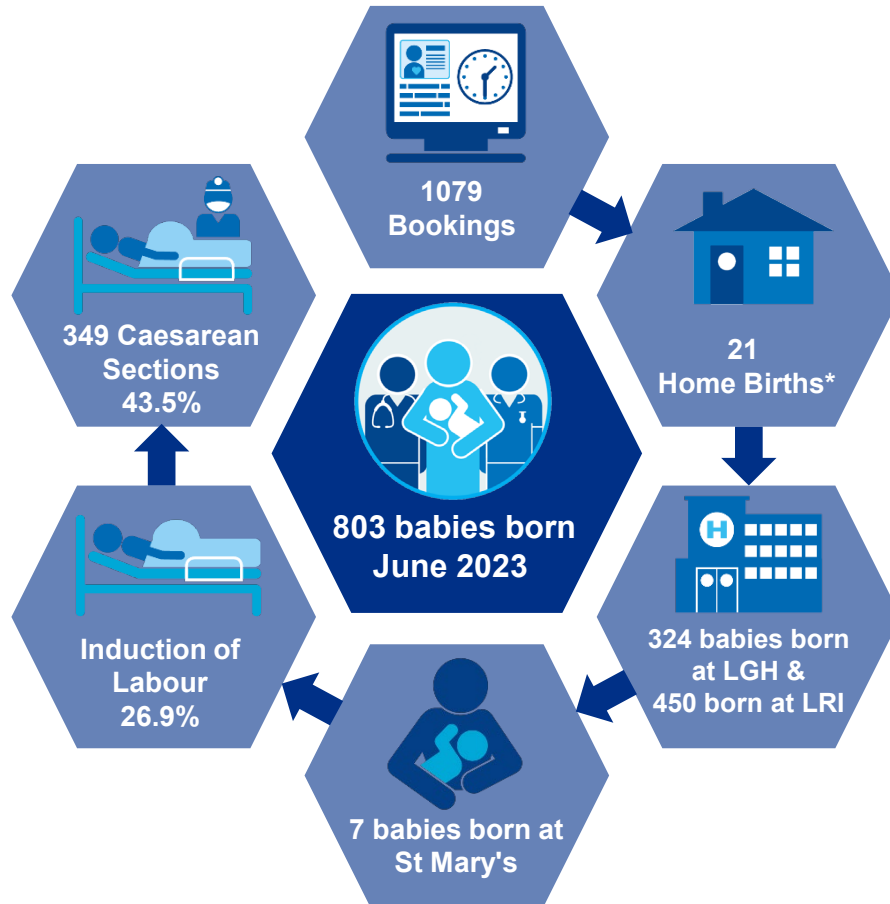 1079
Bookings
21
Home Births*
324 babies born
at LGH &
450 born at LRI
7 babies born at
St Mary's
Induction of
Labour
26.9%
349 Caesarean
Sections
43.5%
803 babies born
June 2023
H